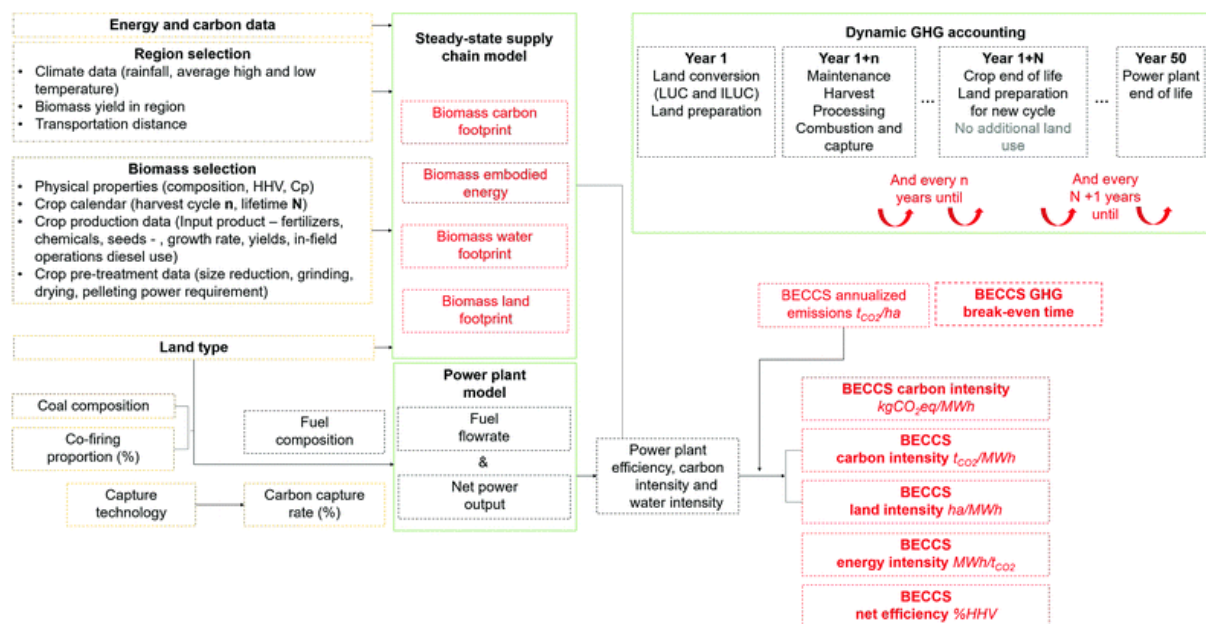 Energy and carbon data
Region selection
• Climate data (rainfall, average high and low
temperature)
• Biomass yield in region
• Transportation distance
Biomass selection
• Physical properties (composition, HHV, Cp)
• Crop calendar (harvest cycle n, lifetime N)
• Crop production data (Input product – fertilizers,
chemicals, seeds - , growth rate, yields, in-field
operations diesel use)
• Crop pre-treatment data (size reduction, grinding,
drying, pelleting power requirement)
Land type
Coal composition
Co-firing
proportion (%)
Capture
technology
Carbon capture
rate (%)
Fuel
composition
Steady-state supply
chain model
Biomass carbon
footprint
Biomass embodied
energy
Biomass water
footprint
Biomass land
footprint
Power plant
model
Fuel
flowrate
&
Net power
output
Power plant
efficiency, carbon
intensity and
water intensity
Dynamic GHG accounting
Year 1
Land conversion
(LUC and ILUC)
Land preparation
Year 1+n
Maintenance
Harvest
Processing
Combustion and
capture
...
Year 1+N
Crop end of life
Land preparation
for new cycle
No additional land
use
...
Year 50
Power plant
end of life
And every n
years until
And every
N +1 years
until
BECCS annualized
emissions tCO2/ha
BECCS GHG
break-even time
BECCS carbon intensity
kgCO2eq/MWh
BECCS
carbon intensity tCO2/MWh
BECCS
land intensity ha/MWh
BECCS
energy intensity MWh/tCO2
BECCS
net efficiency %HHV